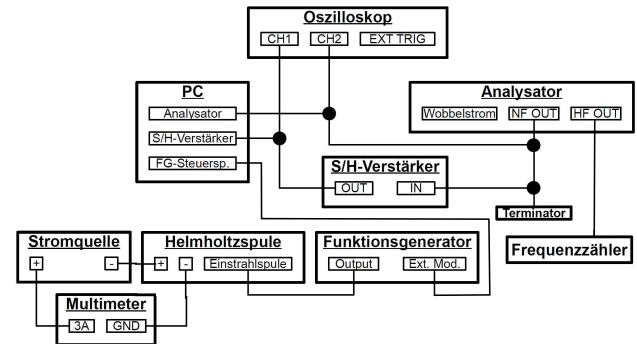 Oszilloskop
CH1 CH2 EXT TRIG
PC
Analysator
S/H-Verstärker
FG-Steuersp.
Analysator
Wobbelstrom NF OUT HF OUT
S/H-Verstärker
OUT IN
Terminator
Frequenzzähler
Stromquelle
+ -
Helmholtzspule
+ - Einstrahlspule
Funktionsgenerator
Output Ext. Mod.
Multimeter
3A GND